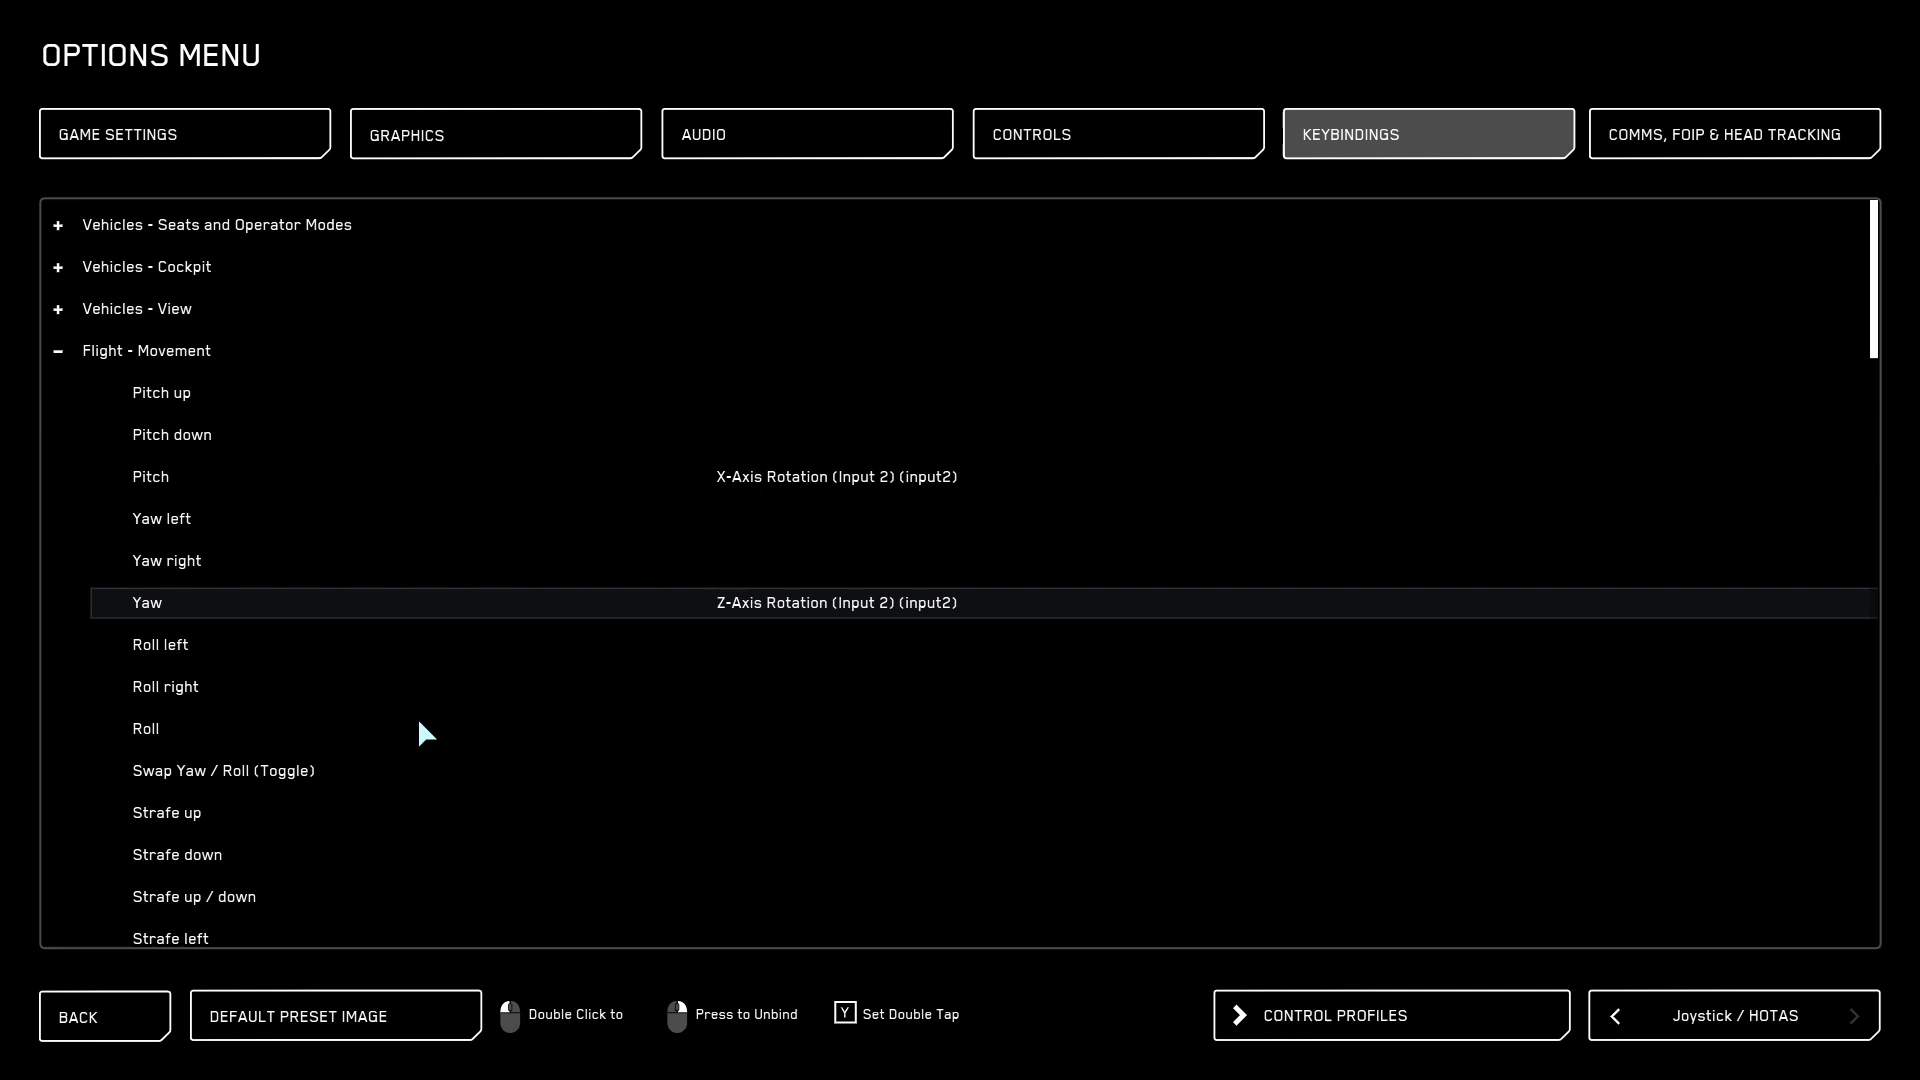 OPTIONS MENU
GAME SETTINGS
GRAPHICS
AUDIO
CONTROLS
KEYBINDINGS
COMMS, FOIP & HEAD TRACKING
+ Vehicles - Seats and Operator Modes
+ Vehicles - Cockpit
+ Vehicles - View
- Flight - Movement
Pitch up
Pitch down
Pitch X-Axis Rotation (Input 2) (input2)
Yaw left
Yaw right
Yaw Z-Axis Rotation (Input 2) (input2)
Roll left
Roll right
Roll
Swap Yaw / Roll (Toggle)
Strafe up
Strafe down
Strafe up / down
Strafe left
BACK
DEFAULT PRESET IMAGE
Double Click to
Press to Unbind
Y Set Double Tap
CONTROL PROFILES
Joystick / HOTAS